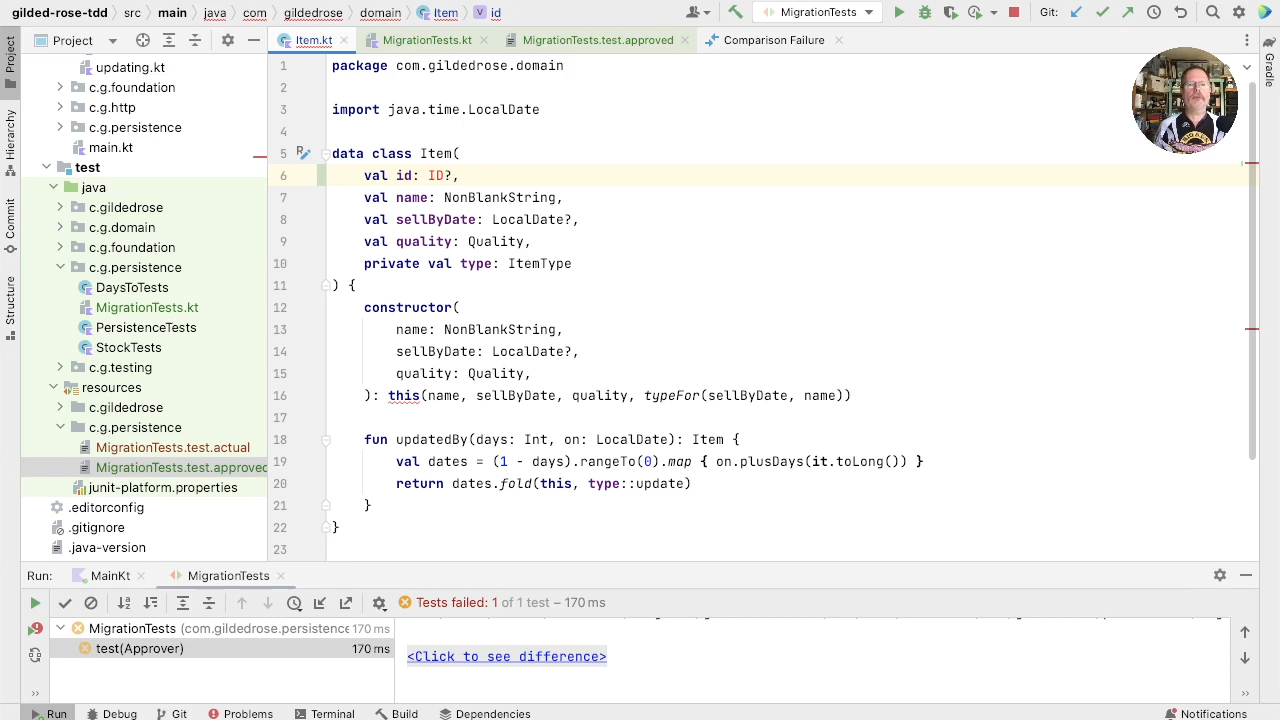 gilded-rose-tdd src main java com gildedrose domain Item id
MigrationTests
Git:
Project
Item.kt MigrationTests.kt MigrationTests.test.approved Comparison Failure
Project
Hierarchy
Commit
Structure
Gradle
updating.kt
c.g.foundation
c.g.http
c.g.persistence
main.kt
test
java
c.gildedrose
c.g.domain
c.g.foundation
c.g.persistence
DaysToTests
MigrationTests.kt
PersistenceTests
StockTests
c.g.testing
resources
c.gildedrose
c.g.persistence
MigrationTests.test.actual
MigrationTests.test.approved
junit-platform.properties
.editorconfig
.gitignore
.java-version
1 package com.gildedrose.domain
2
3 import java.time.LocalDate
4
5 data class Item(
6 val id: ID?,
7 val name: NonBlankString,
8 val sellByDate: LocalDate?,
9 val quality: Quality,
10 private val type: ItemType
11 ) {
12 constructor(
13 name: NonBlankString,
14 sellByDate: LocalDate?,
15 quality: Quality,
16 ): this(name, sellByDate, quality, typeFor(sellByDate, name))
17
18 fun updatedBy(days: Int, on: LocalDate): Item {
19 val dates = (1 - days).rangeTo(0).map { on.plusDays(it.toLong()) }
20 return dates.fold(this, type::update)
21 }
22 }
23
Run: MainKt MigrationTests
Tests failed: 1 of 1 test – 170 ms
MigrationTests (com.gildedrose.persistence 170 ms
test(Approver) 170 ms
<Click to see difference>
Run Debug Git Problems Terminal Build Dependencies Notifications